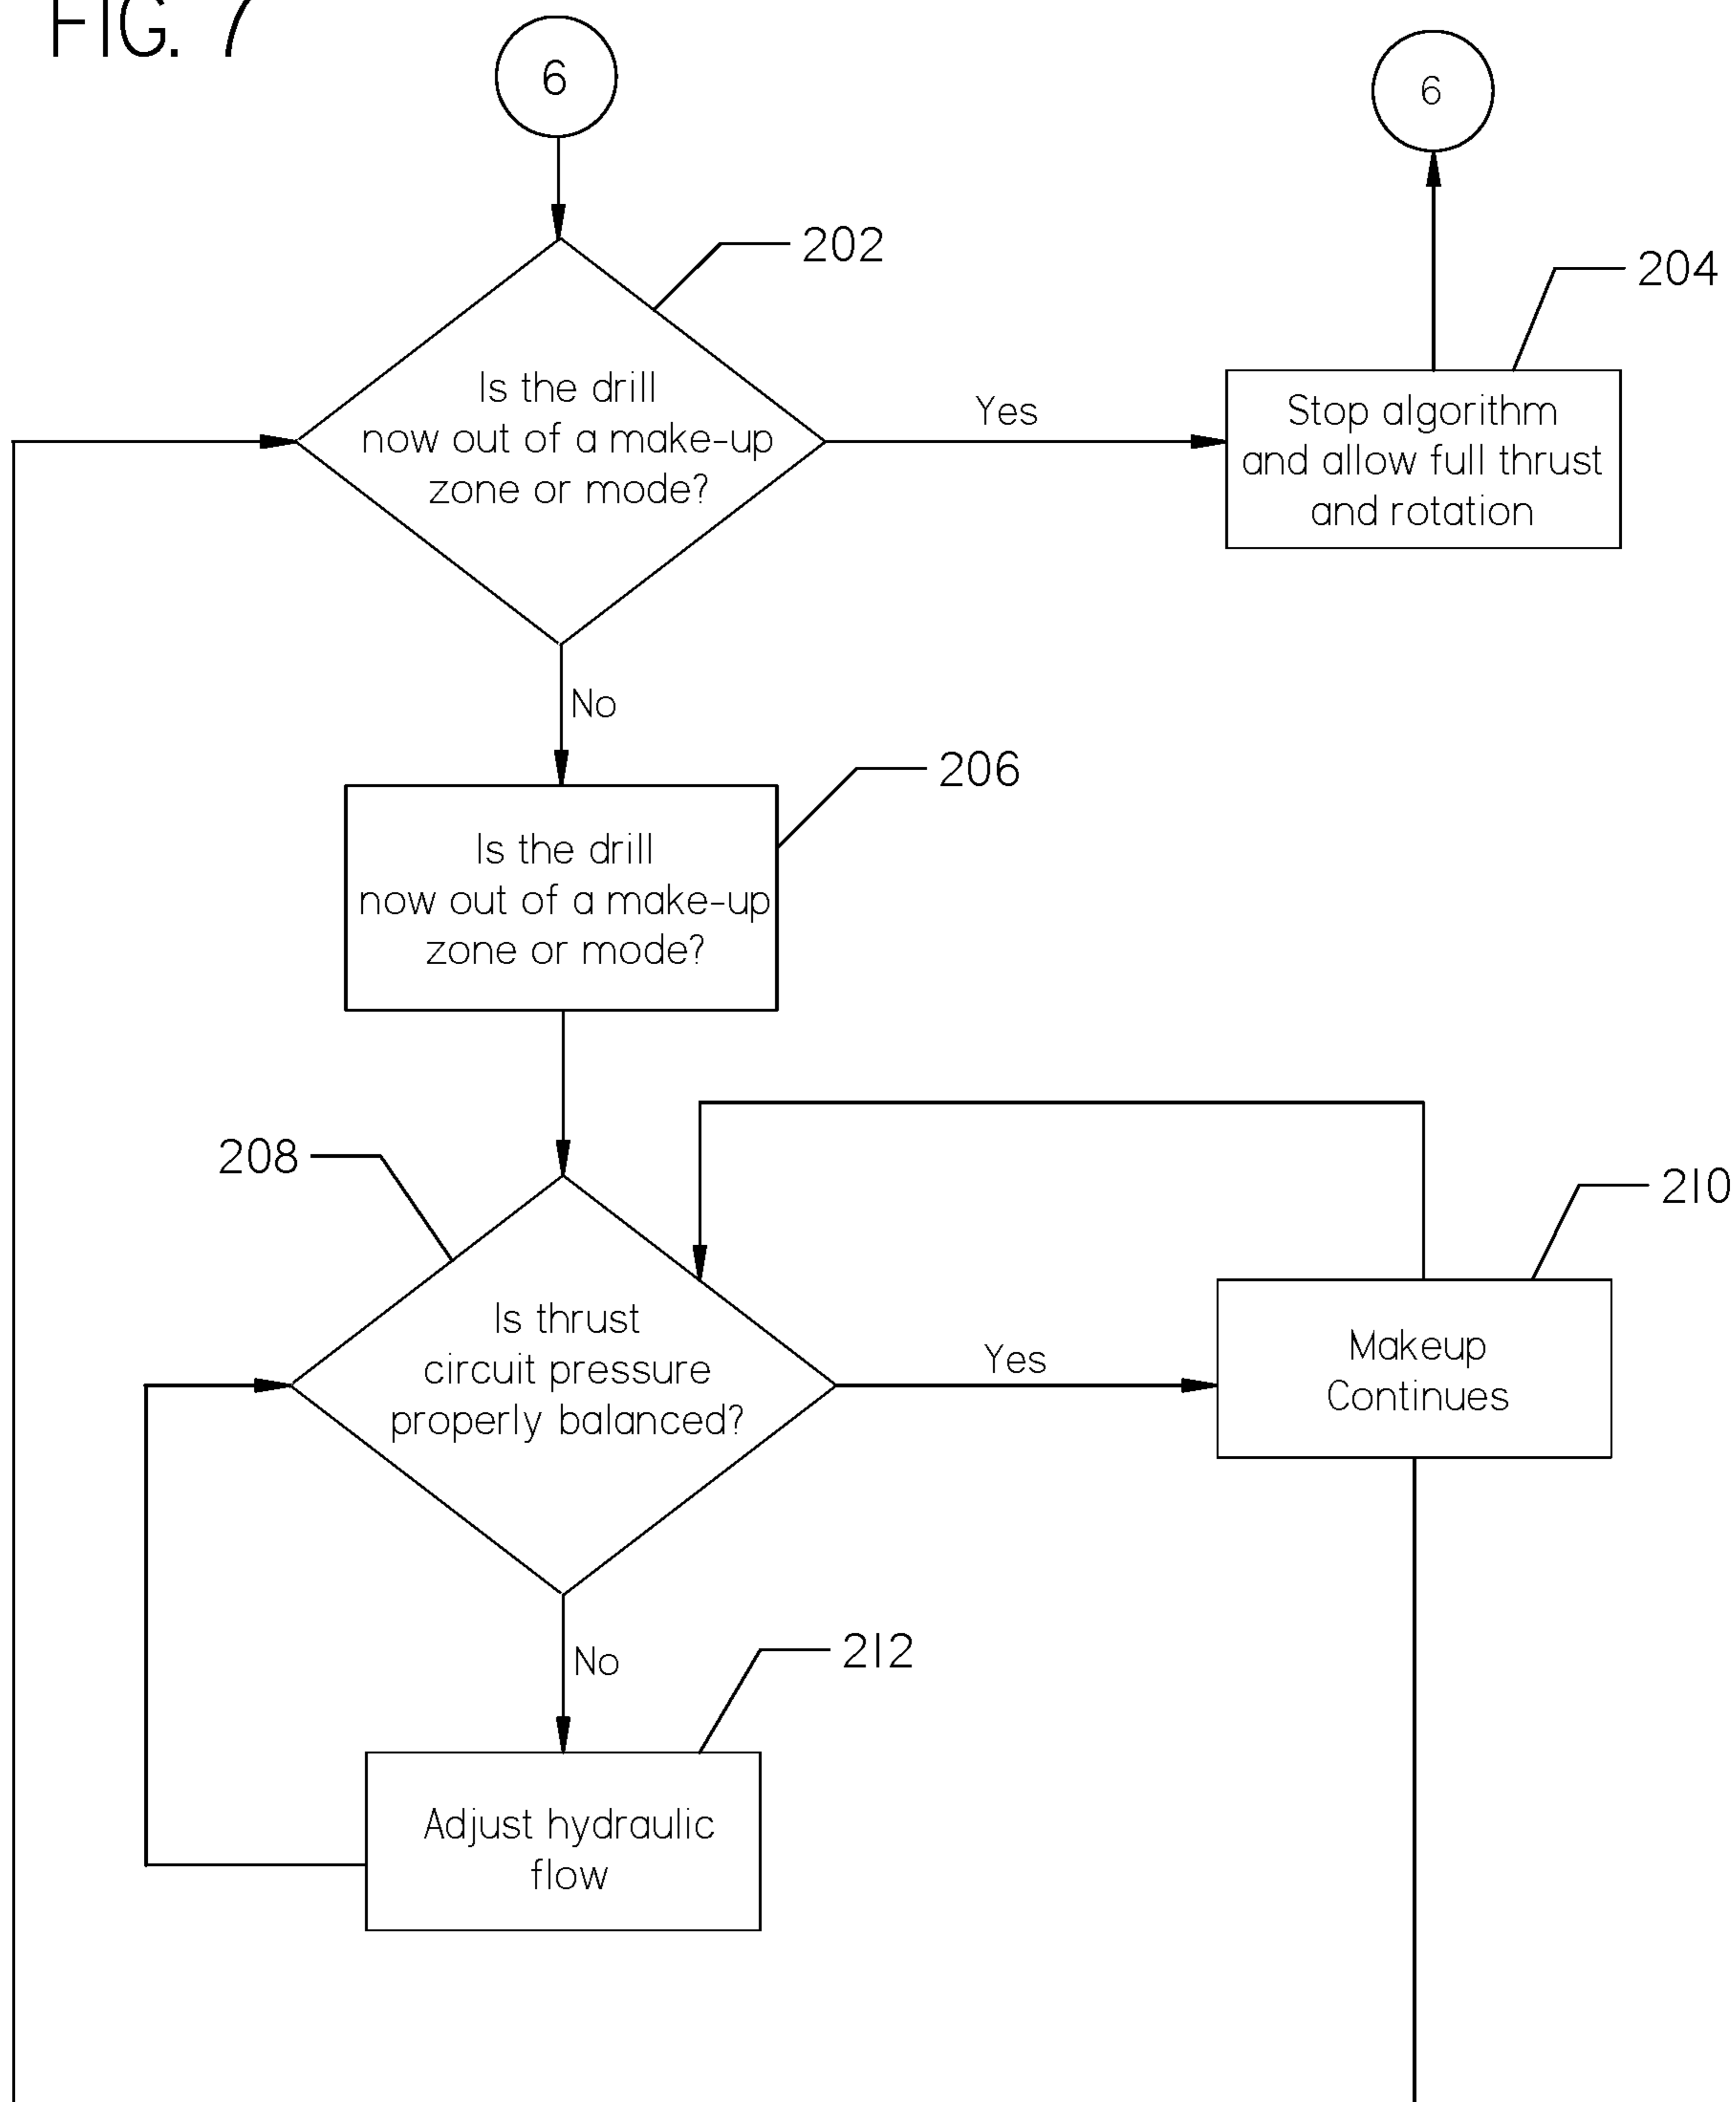 FIG. 7
6
6
202
204
Is the drill
now out of a make-up
zone or mode?
Yes
Stop algorithm
and allow full thrust
and rotation
No
206
Is the drill
now out of a make-up
zone or mode?
208
210
Is thrust
circuit pressure
properly balanced?
Yes
Makeup
Continues
No
212
Adjust hydraulic
flow